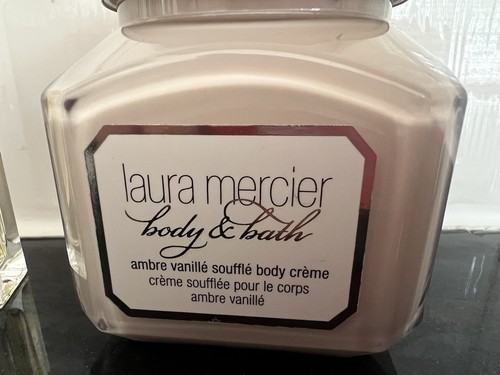 laura mercier
body & bath
ambre vanillé soufflé body crème
crème soufflée pour le corps
ambre vanillé